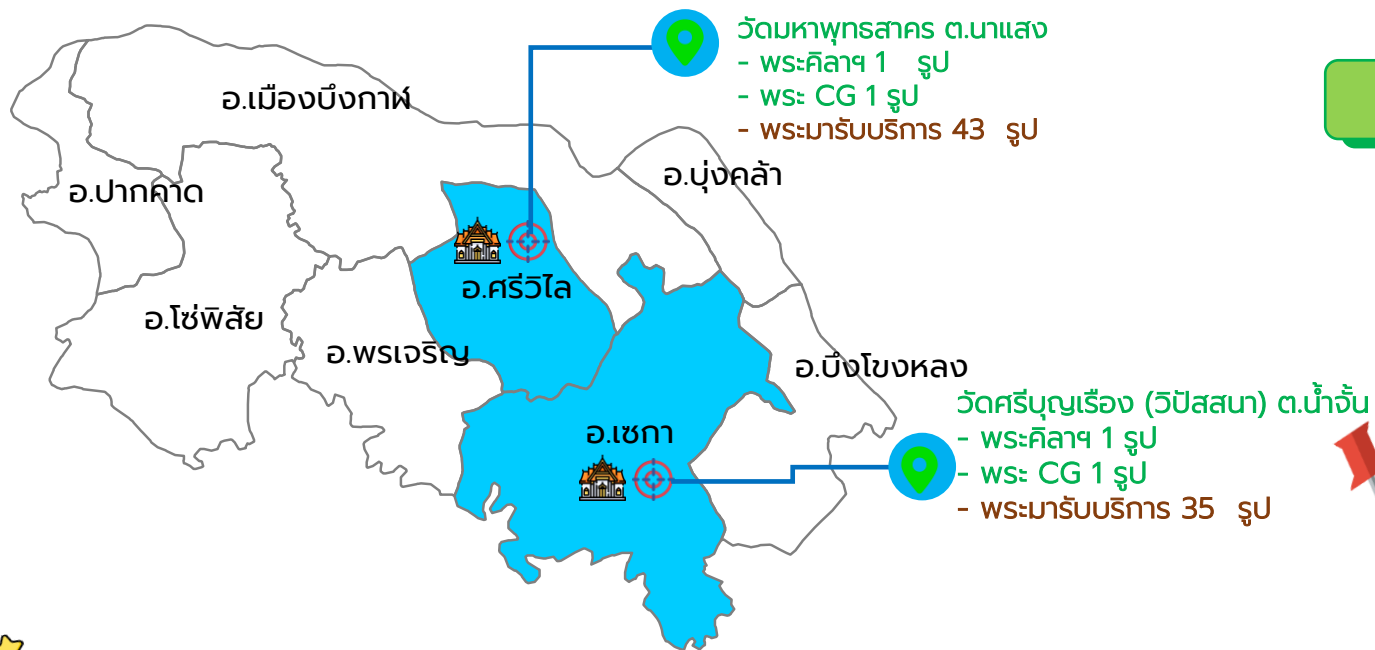 วัดมหาพุทธสาคร ต.นาแสง
- พระคิลาฯ 1 รูป
- พระ CG 1 รูป
- พระมารับบริการ 43 รูป
อ.เมืองบึงกาฬ
อ.บุ่งคล้า
อ.ปากคาด
อ.ศรีวิไล
อ.โซ่พิสัย
อ.พรเจริญ
อ.บึงโขงหลง
วัดศรีบุญเรือง (วิปัสสนา) ต.น้ำจั้น
- พระคิลาฯ 1 รูป
- พระ CG 1 รูป
- พระมารับบริการ 35 รูป
อ.เซกา